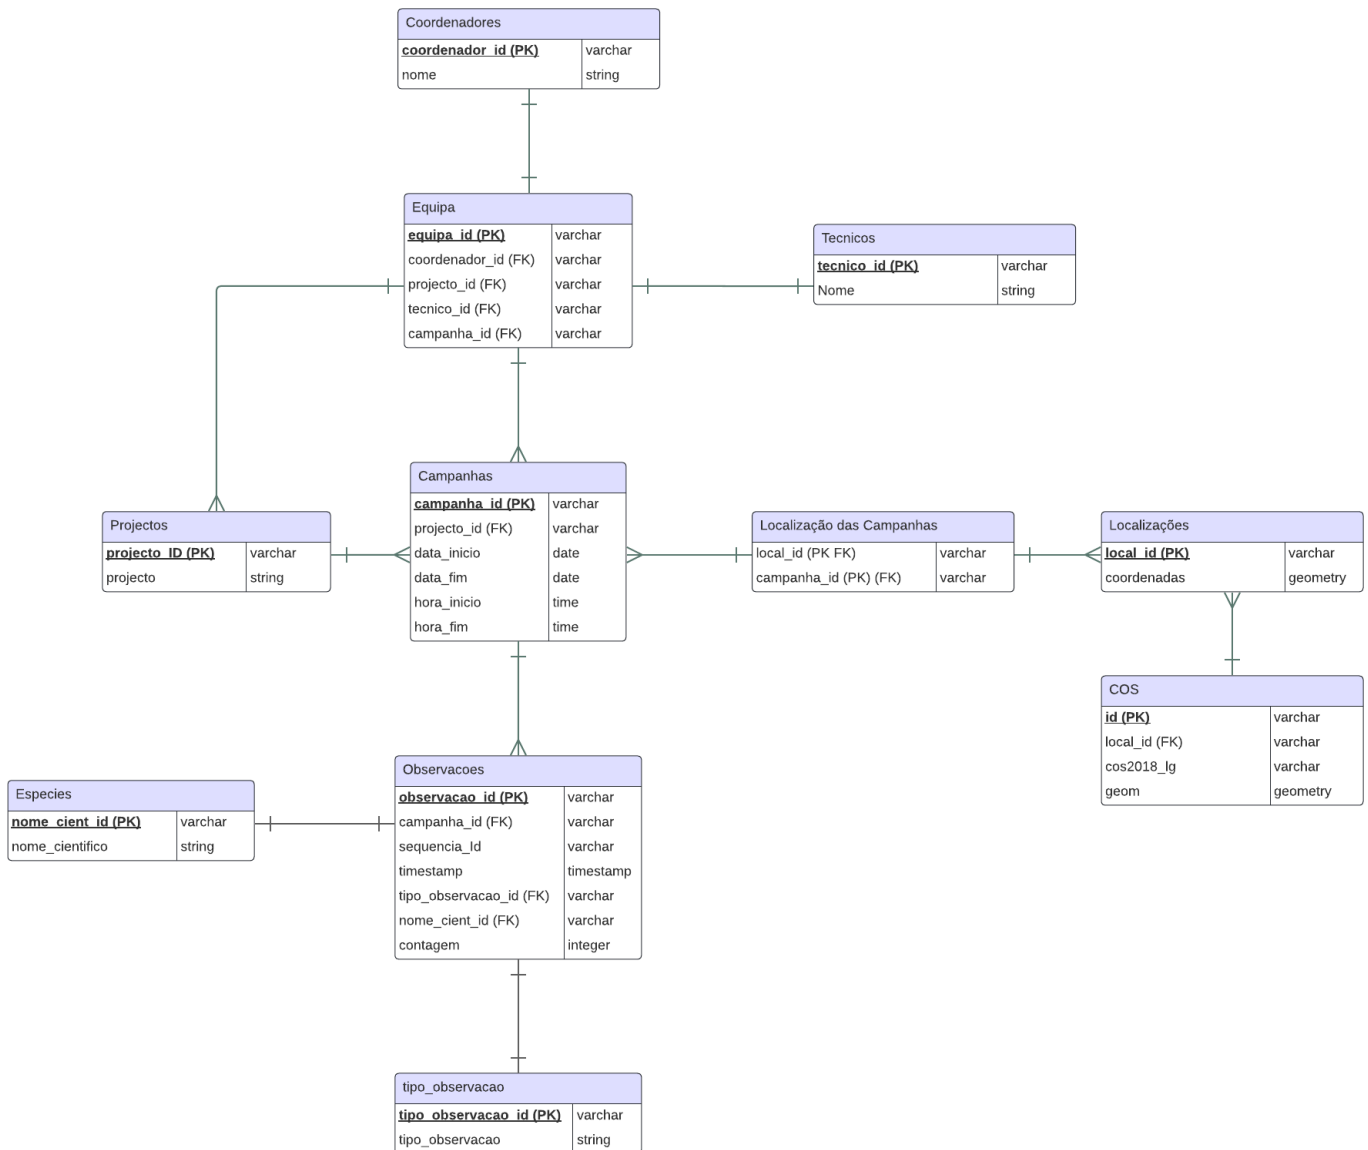 Coordenadores
coordenador_id (PK) varchar
nome string
Equipa
equipa_id (PK) varchar
coordenador_id (FK) varchar
projecto_id (FK) varchar
tecnico_id (FK) varchar
campanha_id (FK) varchar
Tecnicos
tecnico_id (PK) varchar
Nome string
Campanhas
campanha_id (PK) varchar
projecto_id (FK) varchar
data_inicio date
data_fim date
hora_inicio time
hora_fim time
Projectos
projecto_ID (PK) varchar
projecto string
Localização das Campanhas
local_id (PK FK) varchar
campanha_id (PK) (FK) varchar
Localizações
local_id (PK) varchar
coordenadas geometry
COS
id (PK) varchar
local_id (FK) varchar
cos2018_lg varchar
geom geometry
Observacoes
observacao_id (PK) varchar
campanha_id (FK) varchar
sequencia_Id varchar
timestamp timestamp
tipo_observacao_id (FK) varchar
nome_cient_id (FK) varchar
contagem integer
Especies
nome_cient_id (PK) varchar
nome_cientifico string
tipo_observacao
tipo_observacao_id (PK) varchar
tipo_observacao string